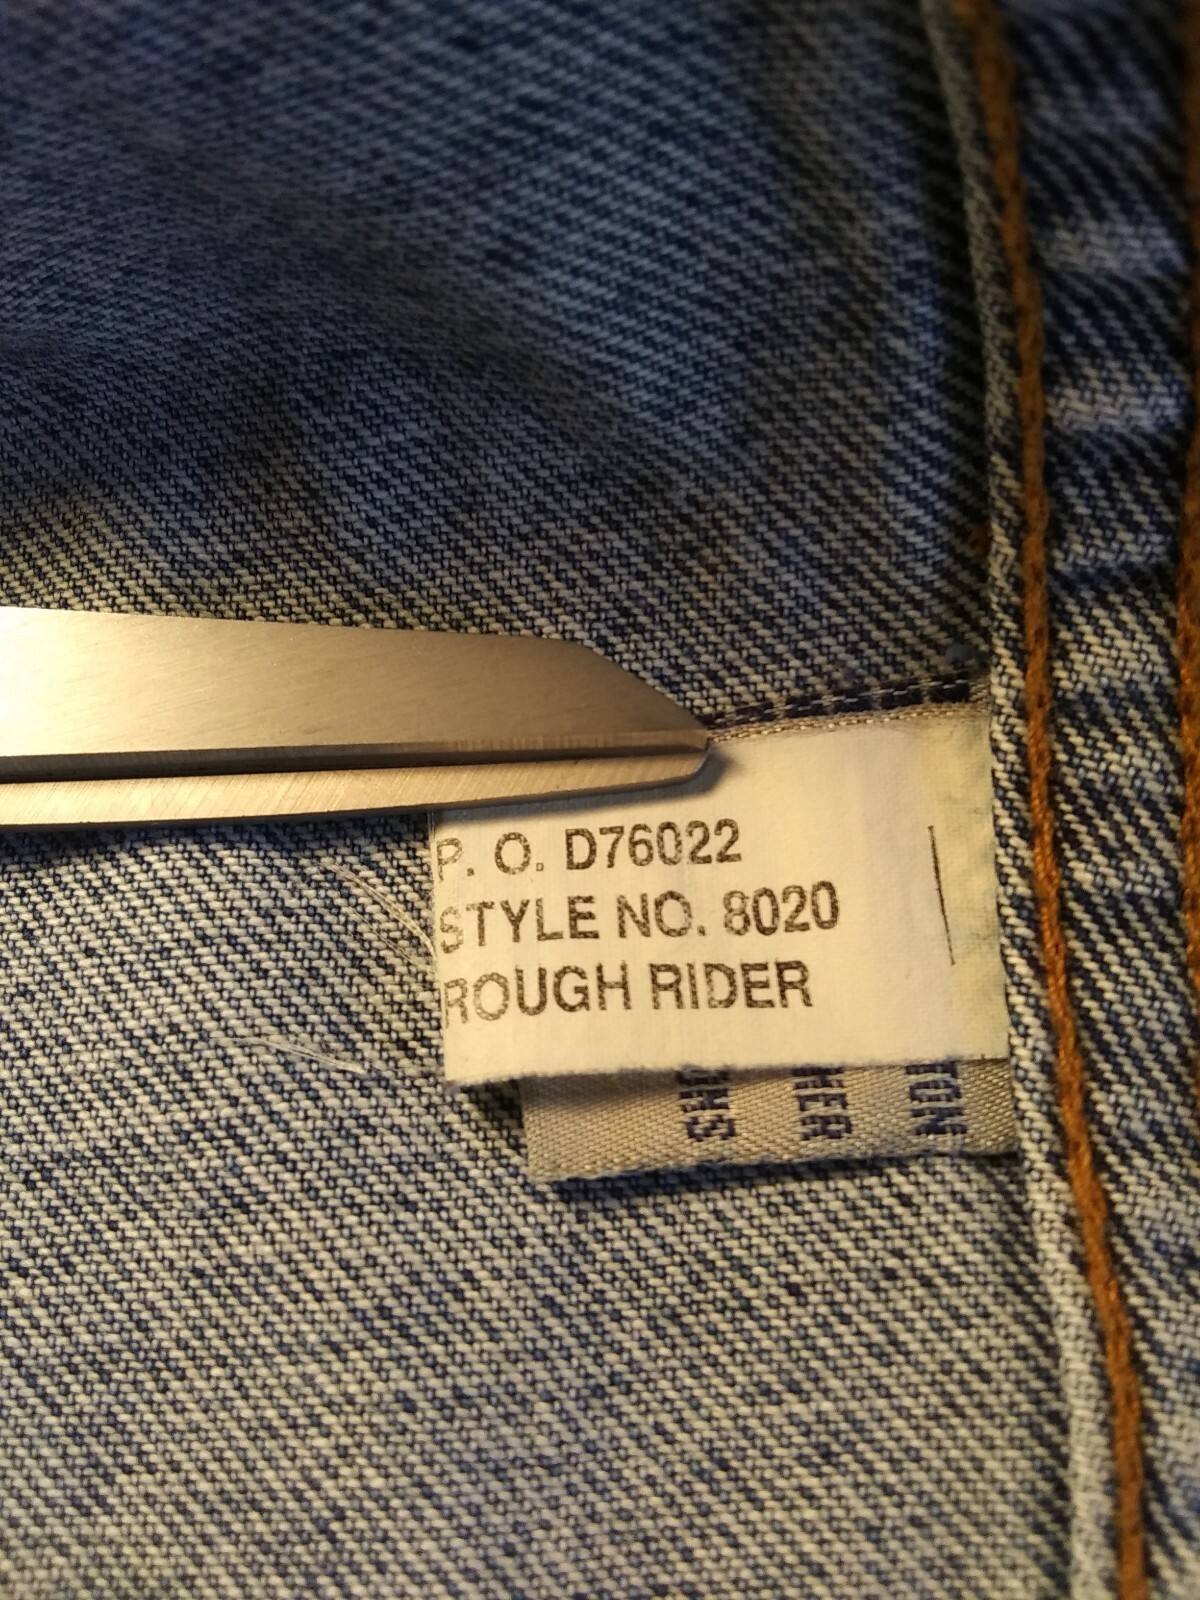 P. O. D76022
STYLE NO. 8020
ROUGH RIDER